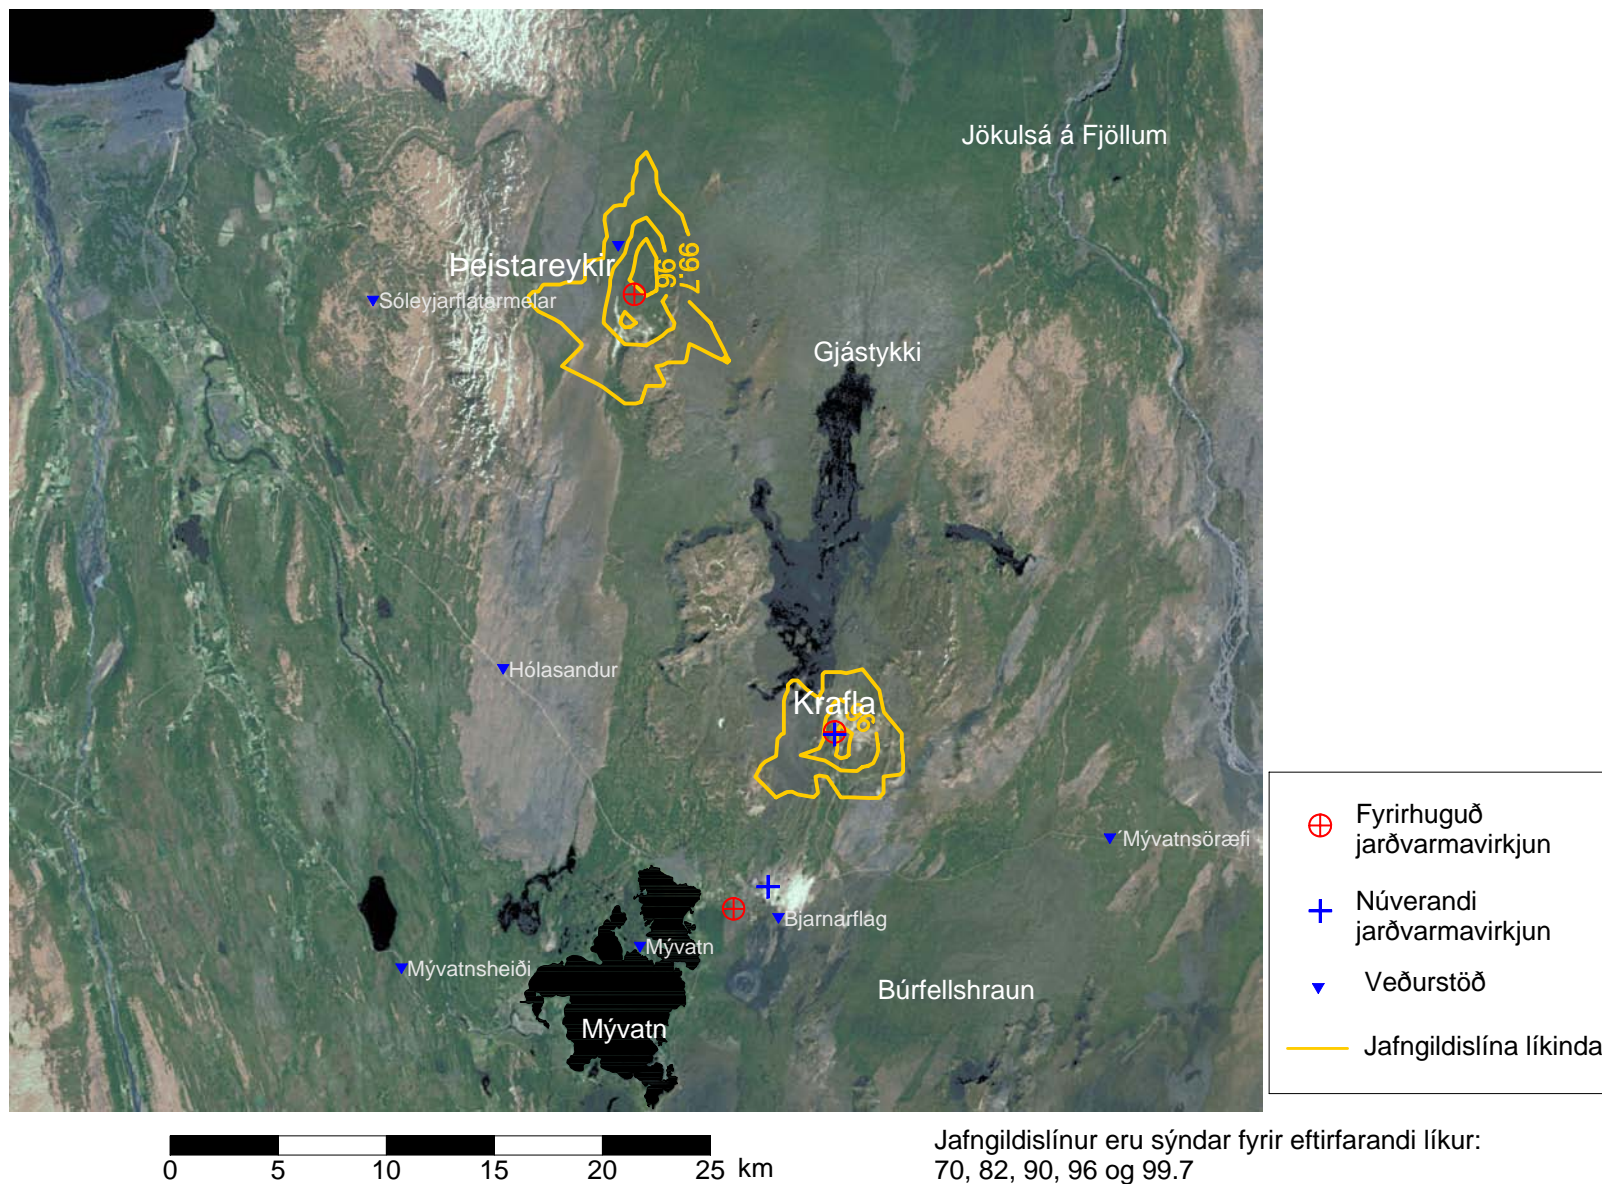 Jökulsá á Fjöllum
99.7
96
Þeistareykir
Sóleyjarflatarmelar
Gjástykki
Hólasandur
Krafla
96
Mývatnsöræfi
Bjarnarflag
Mývatn
Mývatnsheiði
Búrfellshraun
Mývatn
Fyrirhuguð
jarðvarmavirkjun
Núverandi
jarðvarmavirkjun
Veðurstöð
Jafngildislína líkinda
0 5 10 15 20 25 km
Jafngildislínur eru sýndar fyrir eftirfarandi líkur:
70, 82, 90, 96 og 99.7